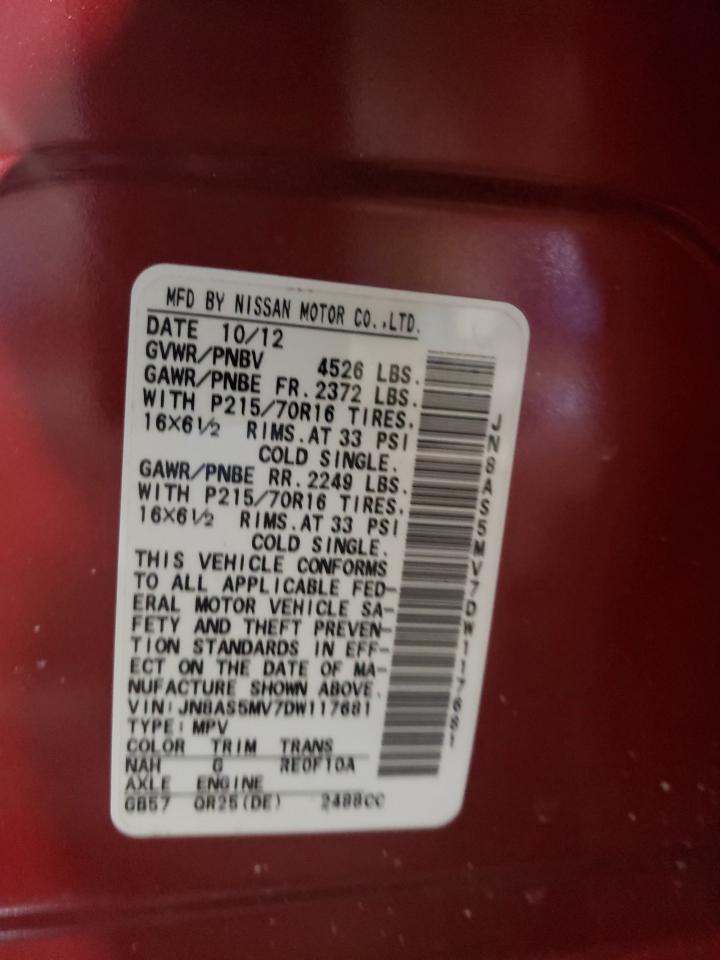 MFD BY NISSAN MOTOR CO.,LTD.
DATE 10/12
GVWR/PNBV 4526 LBS.
GAWR/PNBE FR. 2372 LBS.
WITH P215/70R16 TIRES.
16X6½ RIMS. AT 33 PSI
COLD SINGLE.
GAWR/PNBE RR. 2249 LBS.
WITH P215/70R16 TIRES.
16X6½ RIMS. AT 33 PSI
COLD SINGLE.
THIS VEHICLE CONFORMS
TO ALL APPLICABLE FED-
ERAL MOTOR VEHICLE SA-
FETY AND THEFT PREVEN-
TION STANDARDS IN EFF-
ECT ON THE DATE OF MA-
NUFACTURE SHOWN ABOVE.
VIN: JN8AS5MV7DW117681
TYPE: MPV
COLOR TRIM TRANS
NAH G RE0F10A
AXLE ENGINE
GB57 QR25(DE) 2488CC
JN8AS5MV7DW117681